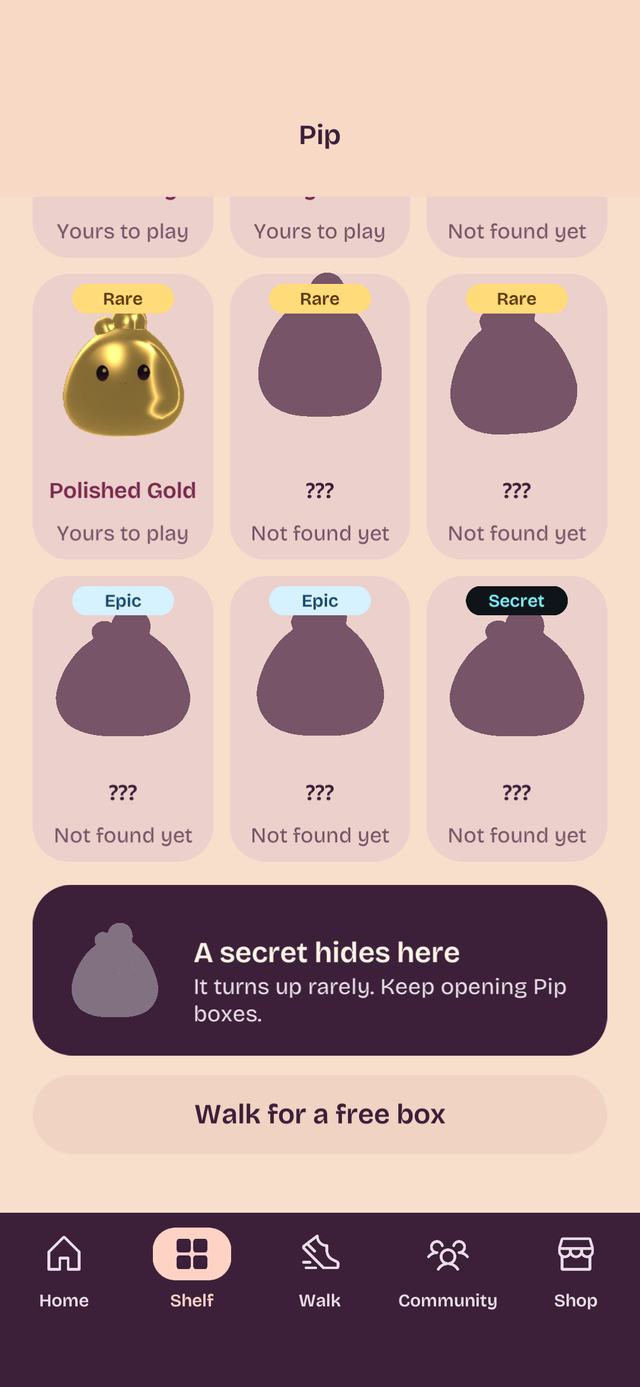 Pip
Yours to play
Yours to play
Not found yet
Rare
Rare
Rare
Polished Gold
???
???
Yours to play
Not found yet
Not found yet
Epic
Epic
Secret
???
???
???
Not found yet
Not found yet
Not found yet
A secret hides here
It turns up rarely. Keep opening Pip
boxes.
Walk for a free box
Home
Shelf
Walk
Community
Shop